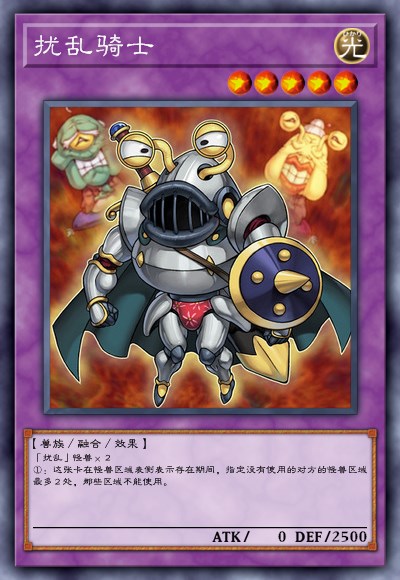 扰乱骑士
光
【兽族／融合／效果】
「扰乱」怪兽×2
①：这张卡在怪兽区域表侧表示存在期间，指定没有使用的对方的怪兽区域
最多2处，那些区域不能使用。
ATK/ 0 DEF/2500